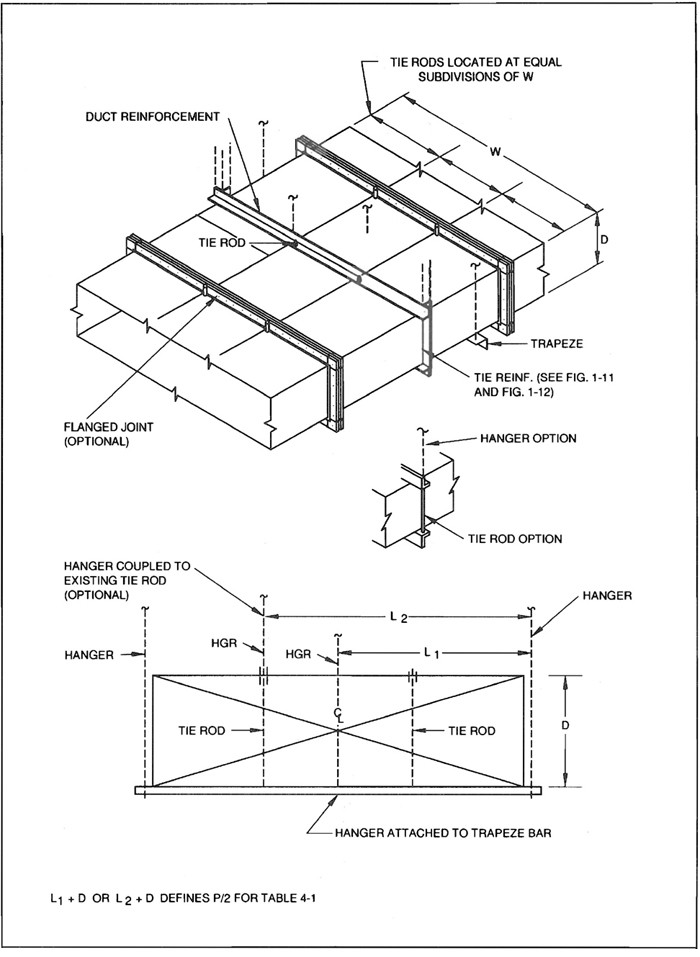 TIE RODS LOCATED AT EQUAL
SUBDIVISIONS OF W
DUCT REINFORCEMENT
W
D
TIE ROD
TRAPEZE
TIE REINF. (SEE FIG. 1-11
AND FIG. 1-12)
FLANGED JOINT
(OPTIONAL)
HANGER OPTION
TIE ROD OPTION
HANGER COUPLED TO
EXISTING TIE ROD
(OPTIONAL)
HANGER
L 2
HGR
HGR
L 1
HANGER
CL
TIE ROD
TIE ROD
D
HANGER ATTACHED TO TRAPEZE BAR
L1 + D OR L2 + D DEFINES P/2 FOR TABLE 4-1